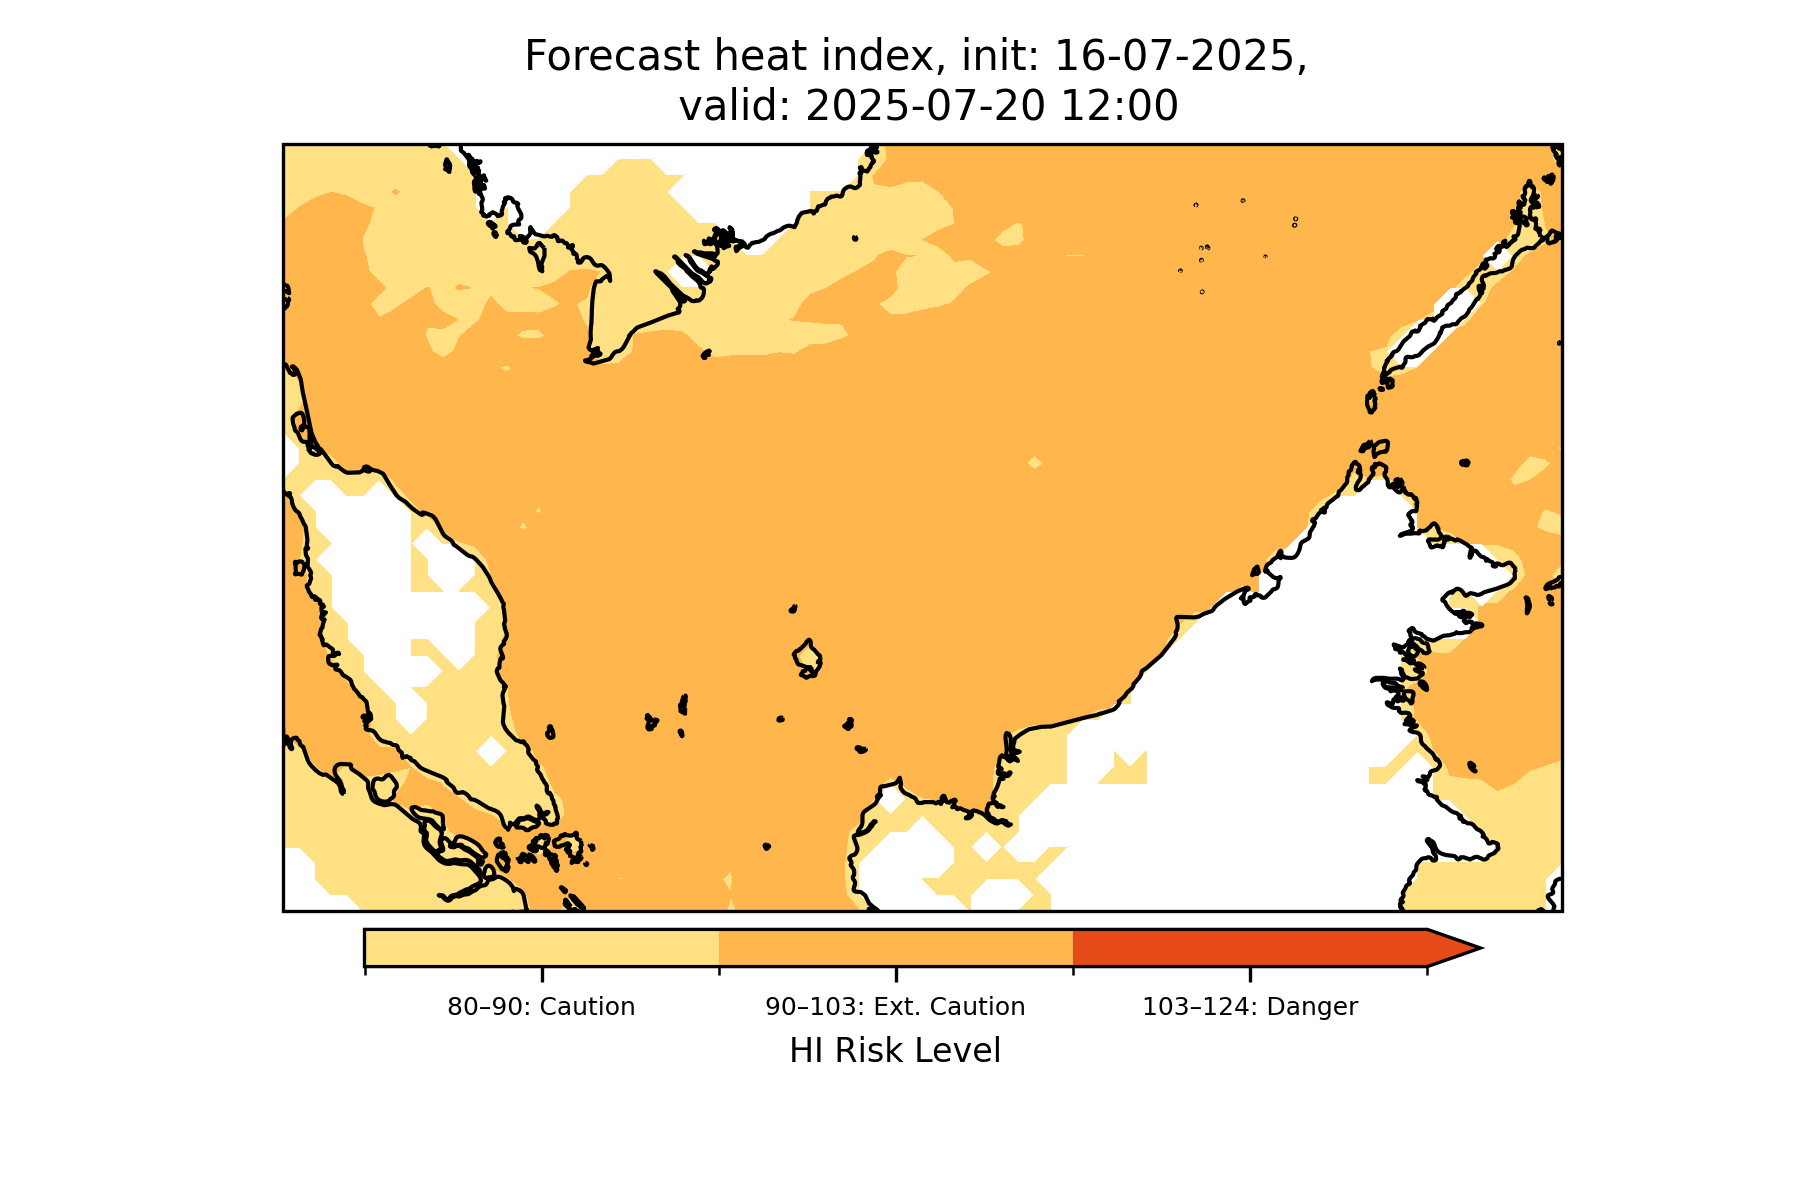 Forecast heat index, init: 16-07-2025,
valid: 2025-07-20 12:00
80–90: Caution
90–103: Ext. Caution
103–124: Danger
HI Risk Level